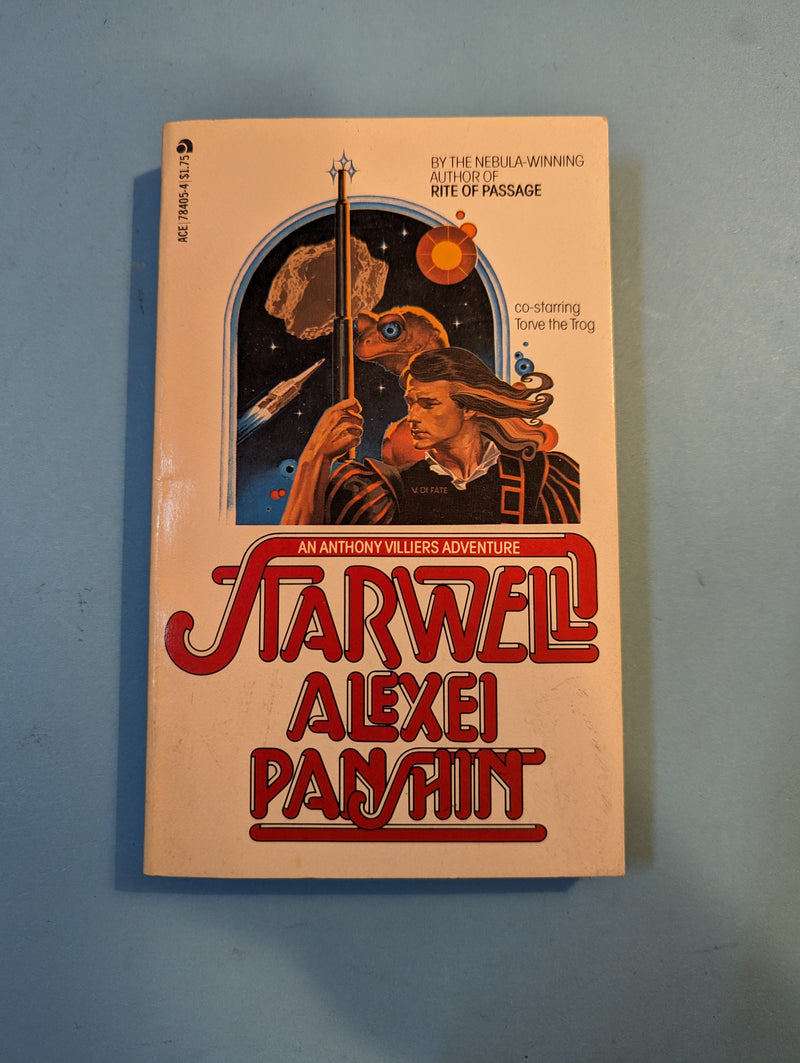 ACE 78405-4 $1.75
BY THE NEBULA-WINNING
AUTHOR OF
RITE OF PASSAGE
co-starring
Torve the Trog
V. DI FATE
AN ANTHONY VILLIERS ADVENTURE
STARWELL
ALEXEI
PANSHIN